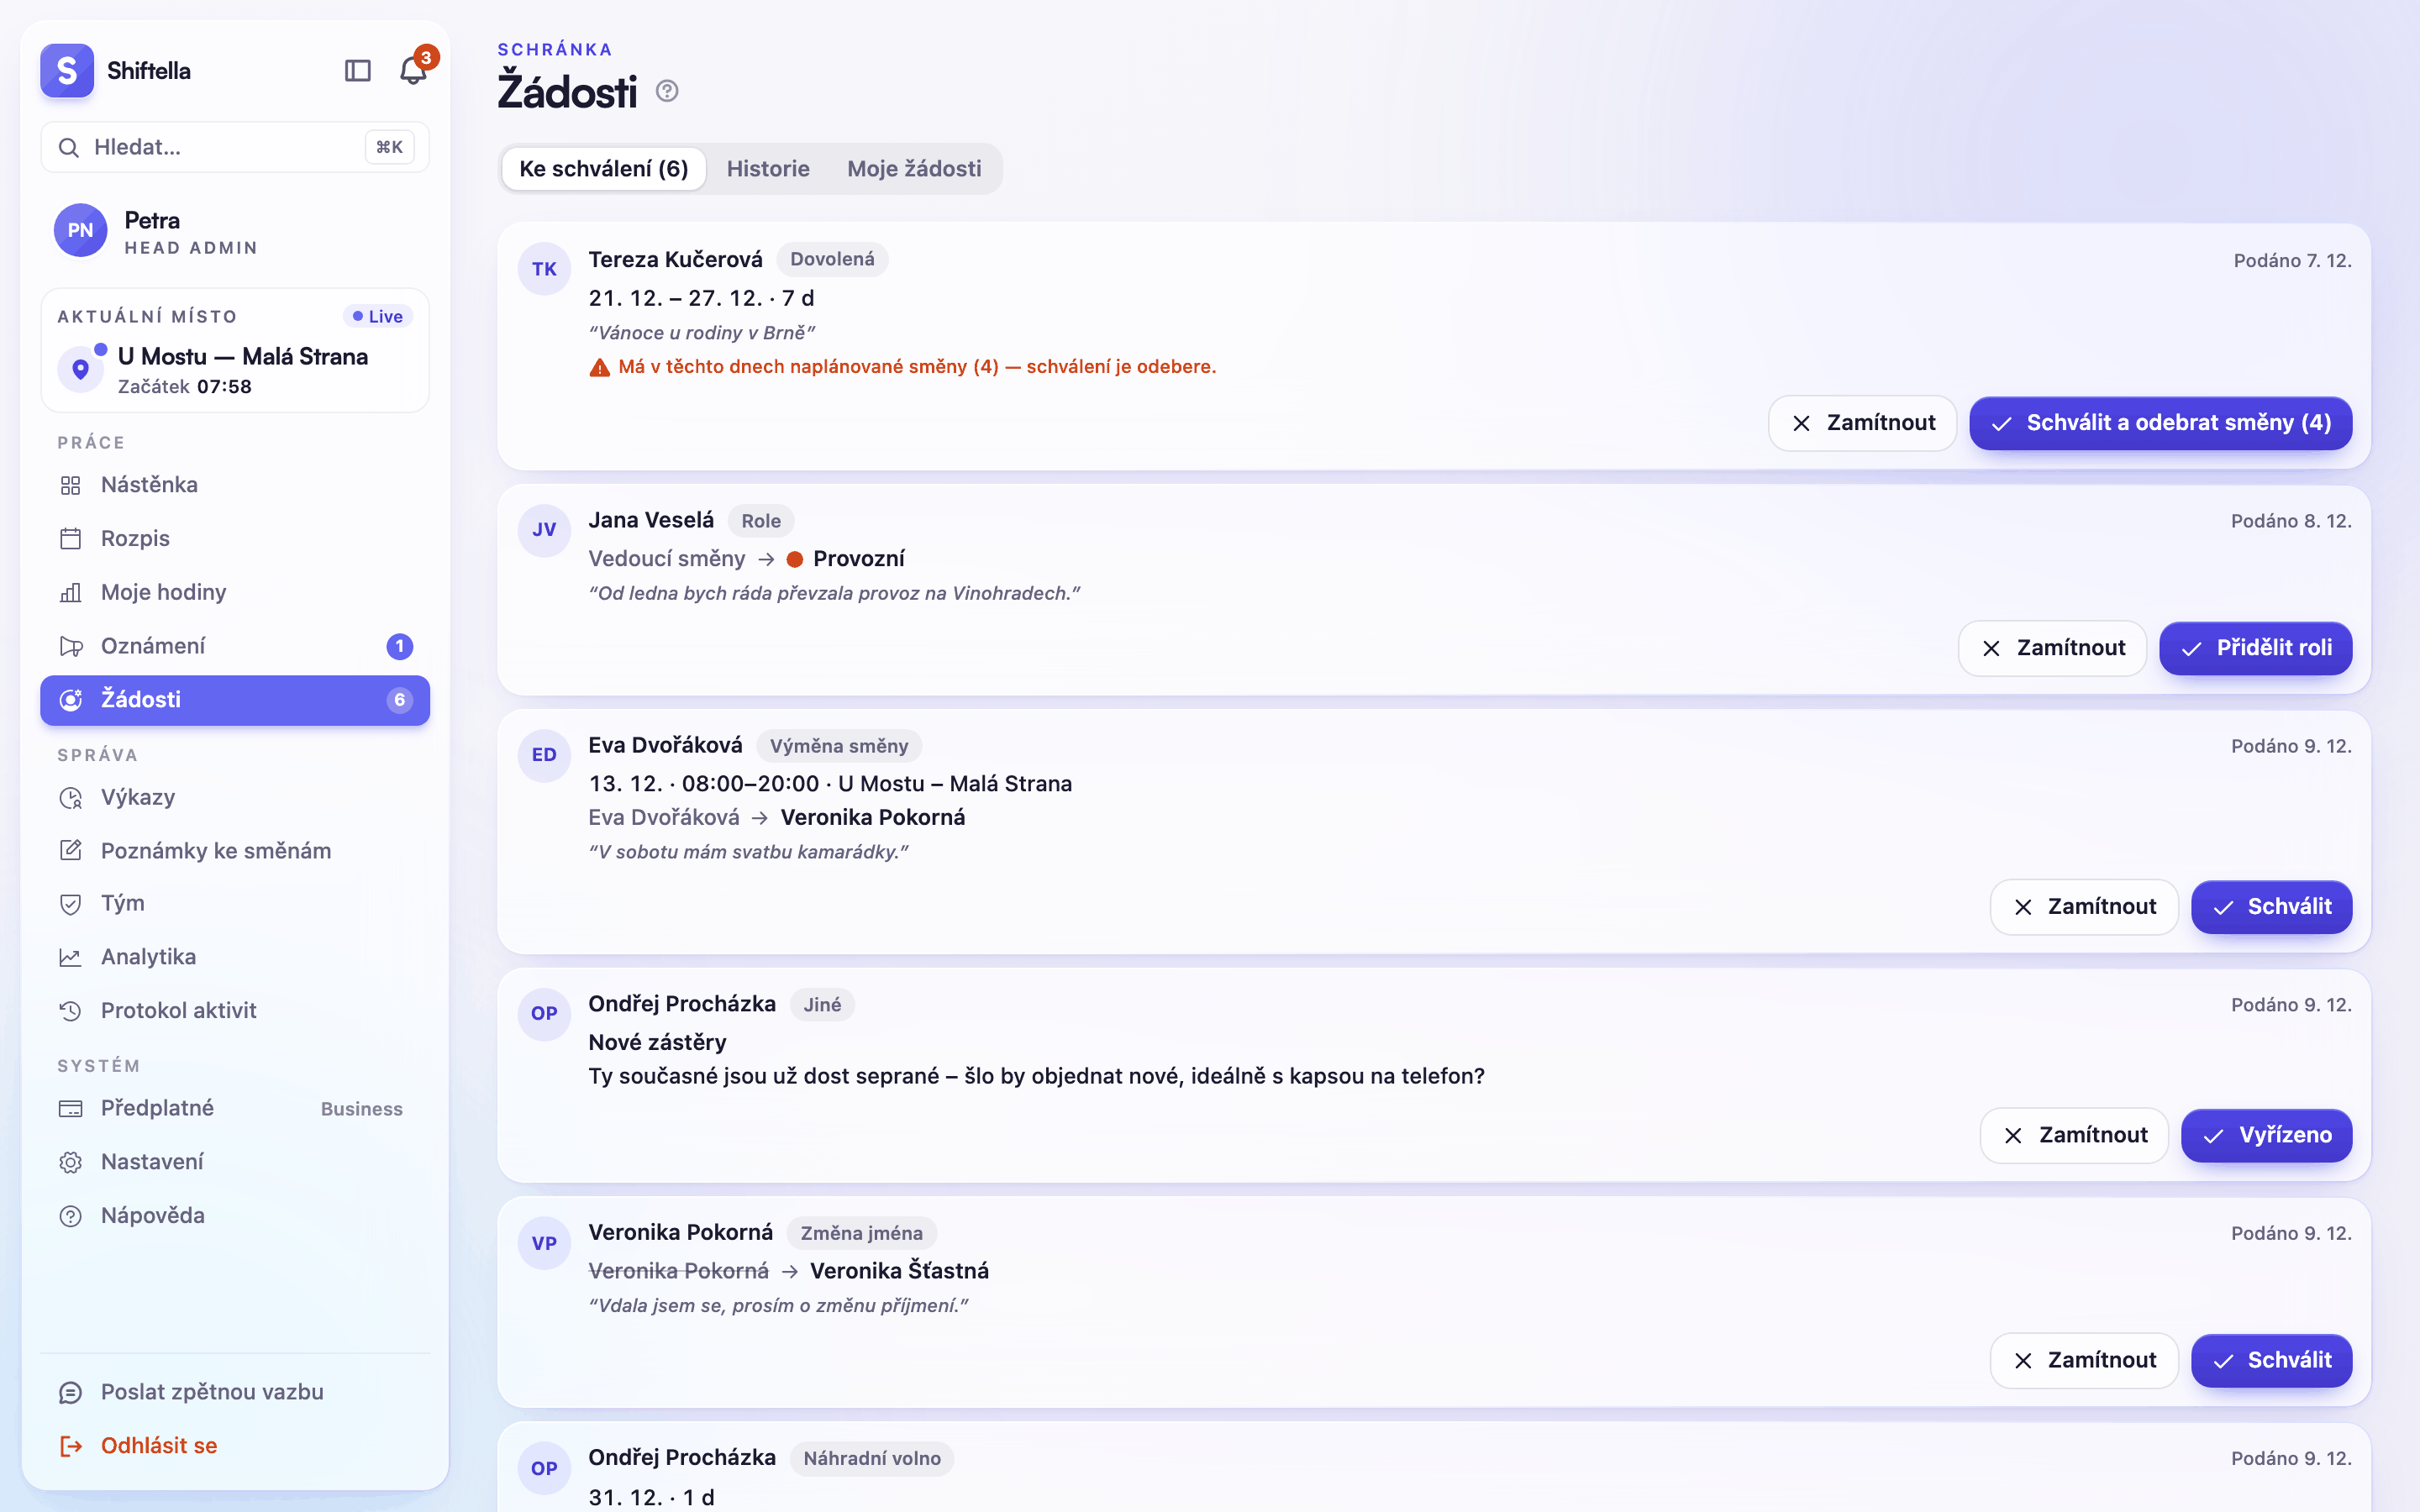 S Shiftella
3
Hledat...
⌘K
PN
Petra
HEAD ADMIN
AKTUÁLNÍ MÍSTO
Live
U Mostu — Malá Strana
Začátek 07:58
PRÁCE
Nástěnka
Rozpis
Moje hodiny
Oznámení
1
Žádosti
6
SPRÁVA
Výkazy
Poznámky ke směnám
Tým
Analytika
Protokol aktivit
SYSTÉM
Předplatné
Business
Nastavení
Nápověda
Poslat zpětnou vazbu
Odhlásit se
SCHRÁNKA
Žádosti
Ke schválení (6)
Historie
Moje žádosti
TK
Tereza Kučerová
Dovolená
Podáno 7. 12.
21. 12. – 27. 12. · 7 d
“Vánoce u rodiny v Brně”
Má v těchto dnech naplánované směny (4) — schválení je odebere.
Zamítnout
Schválit a odebrat směny (4)
JV
Jana Veselá
Role
Podáno 8. 12.
Vedoucí směny → Provozní
“Od ledna bych ráda převzala provoz na Vinohradech.”
Zamítnout
Přidělit roli
ED
Eva Dvořáková
Výměna směny
Podáno 9. 12.
13. 12. · 08:00–20:00 · U Mostu – Malá Strana
Eva Dvořáková → Veronika Pokorná
“V sobotu mám svatbu kamarádky.”
Zamítnout
Schválit
OP
Ondřej Procházka
Jiné
Podáno 9. 12.
Nové zástěry
Ty současné jsou už dost seprané – šlo by objednat nové, ideálně s kapsou na telefon?
Zamítnout
Vyřízeno
VP
Veronika Pokorná
Změna jména
Podáno 9. 12.
Veronika Pokorná → Veronika Šťastná
“Vdala jsem se, prosím o změnu příjmení.”
Zamítnout
Schválit
OP
Ondřej Procházka
Náhradní volno
Podáno 9. 12.
31. 12. · 1 d